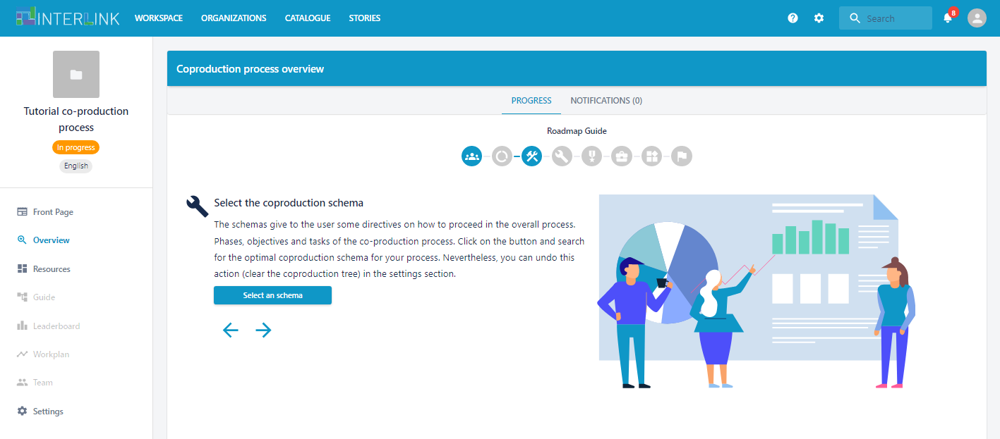 INTERLINK WORKSPACE ORGANIZATIONS CATALOGUE STORIES Search 8
Tutorial co-production
process
In progress
English
Front Page
Overview
Resources
Guide
Leaderboard
Workplan
Team
Settings
Coproduction process overview
PROGRESS NOTIFICATIONS (0)
Roadmap Guide
Select the coproduction schema
The schemas give to the user some directives on how to proceed in the overall process.
Phases, objectives and tasks of the co-production process. Click on the button and search
for the optimal coproduction schema for your process. Nevertheless, you can undo this
action (clear the coproduction tree) in the settings section.
Select an schema